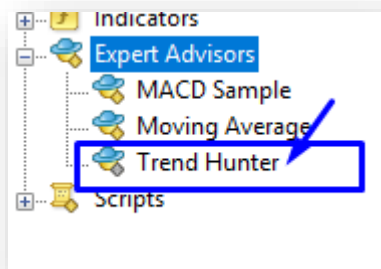 Indicators
Expert Advisors
MACD Sample
Moving Average
Trend Hunter
Scripts